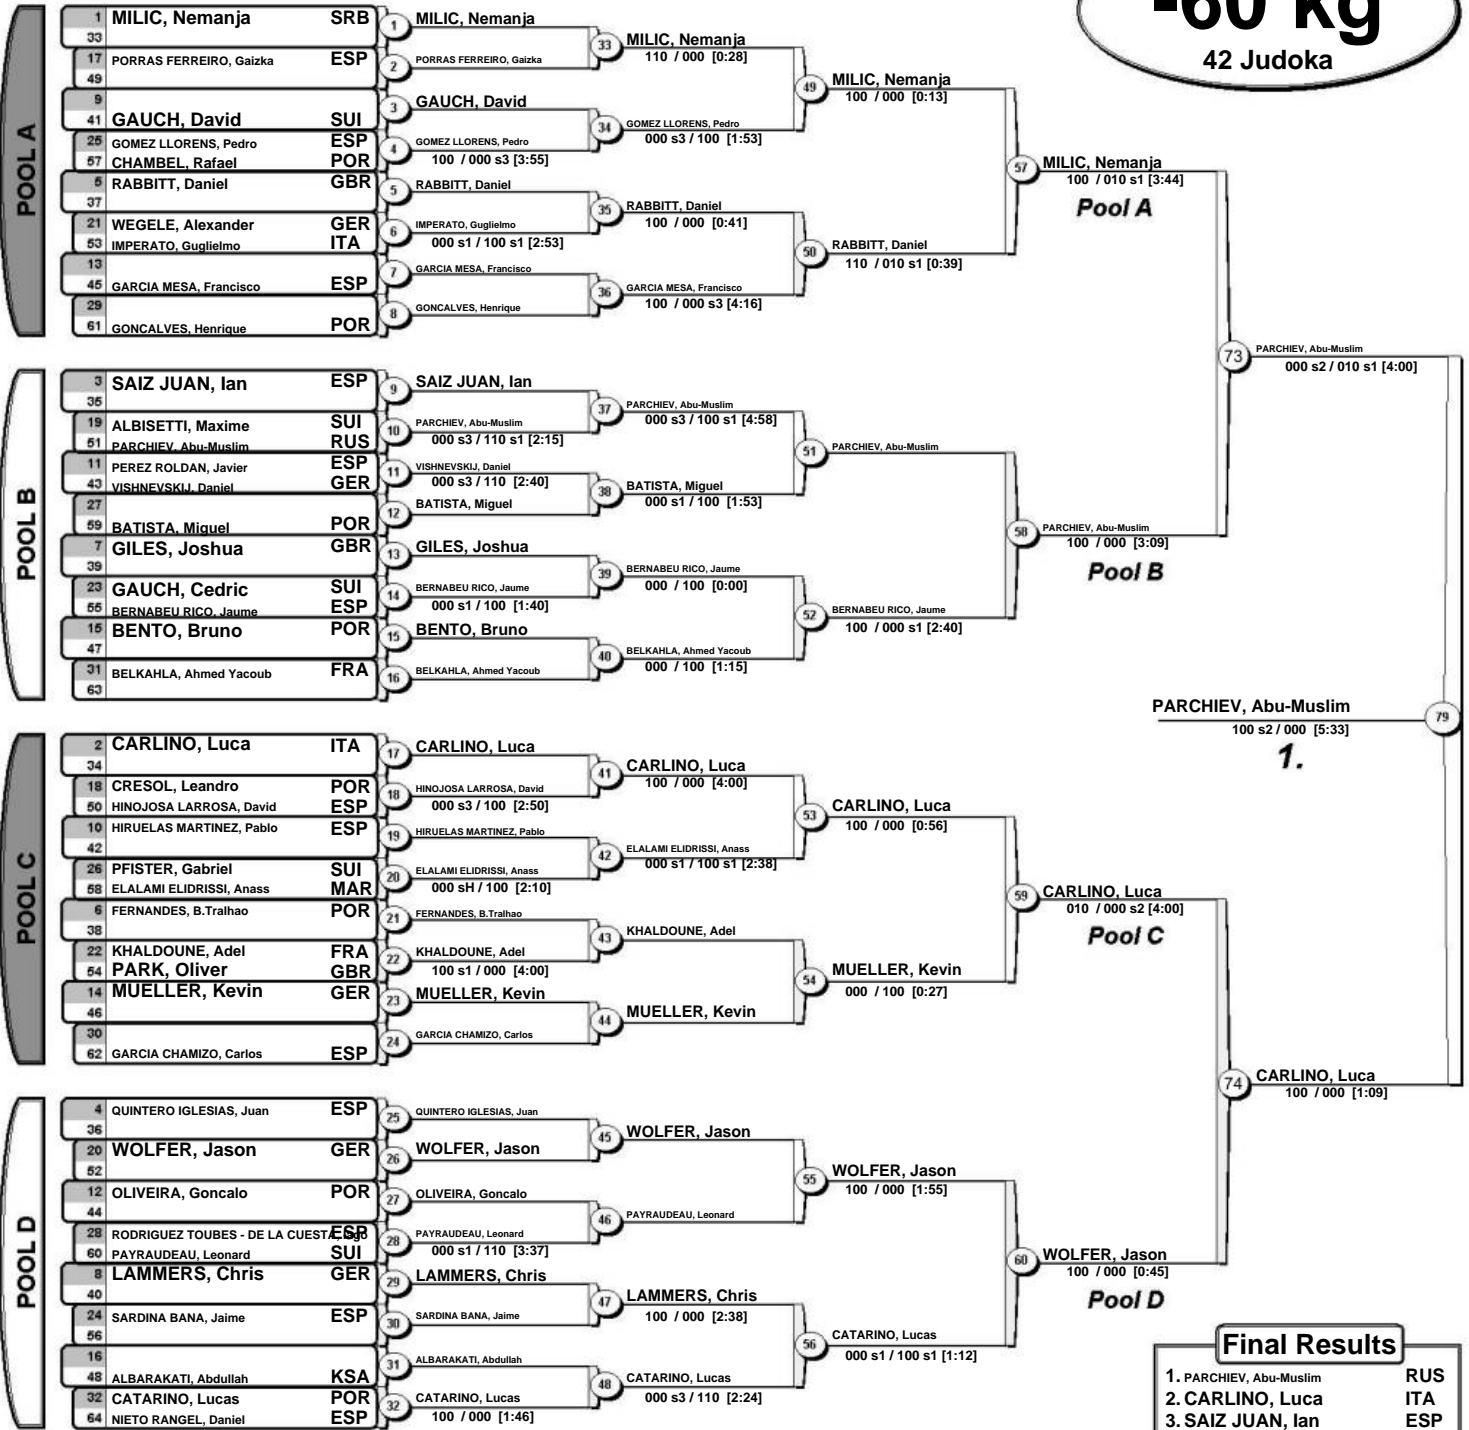 -60 kg
42 Judoka
POOL A
1 MILIC, Nemanja SRB
33
17 PORRAS FERREIRO, Gaizka ESP
49
9
41 GAUCH, David SUI
25 GOMEZ LLORENS, Pedro ESP
57 CHAMBEL, Rafael POR
5 RABBITT, Daniel GBR
37
21 WEGELE, Alexander GER
53 IMPERATO, Guglielmo ITA
13
45 GARCIA MESA, Francisco ESP
29
61 GONCALVES, Henrique POR
1 MILIC, Nemanja
2 PORRAS FERREIRO, Gaizka
3 GAUCH, David
4 GOMEZ LLORENS, Pedro
100 / 000 s3 [3:55]
5 RABBITT, Daniel
6 IMPERATO, Guglielmo
000 s1 / 100 s1 [2:53]
7 GARCIA MESA, Francisco
8 GONCALVES, Henrique
33 MILIC, Nemanja
110 / 000 [0:28]
34 GOMEZ LLORENS, Pedro
000 s3 / 100 [1:53]
35 RABBITT, Daniel
100 / 000 [0:41]
36 GARCIA MESA, Francisco
100 / 000 s3 [4:16]
49 MILIC, Nemanja
100 / 000 [0:13]
50 RABBITT, Daniel
110 / 010 s1 [0:39]
57 MILIC, Nemanja
100 / 010 s1 [3:44]
Pool A
POOL B
3 SAIZ JUAN, Ian ESP
35
19 ALBISETTI, Maxime SUI
51 PARCHIEV, Abu-Muslim RUS
11 PEREZ ROLDAN, Javier ESP
43 VISHNEVSKIJ, Daniel GER
27
59 BATISTA, Miguel POR
7 GILES, Joshua GBR
39
23 GAUCH, Cedric SUI
55 BERNABEU RICO, Jaume ESP
15 BENTO, Bruno POR
47
31 BELKAHLA, Ahmed Yacoub FRA
63
9 SAIZ JUAN, Ian
10 PARCHIEV, Abu-Muslim
000 s3 / 110 s1 [2:15]
11 VISHNEVSKIJ, Daniel
000 s3 / 110 [2:40]
12 BATISTA, Miguel
13 GILES, Joshua
14 BERNABEU RICO, Jaume
000 s1 / 100 [1:40]
15 BENTO, Bruno
16 BELKAHLA, Ahmed Yacoub
37 PARCHIEV, Abu-Muslim
000 s3 / 100 s1 [4:58]
38 BATISTA, Miguel
000 s1 / 100 [1:53]
39 BERNABEU RICO, Jaume
000 / 100 [0:00]
40 BELKAHLA, Ahmed Yacoub
000 / 100 [1:15]
51 PARCHIEV, Abu-Muslim
52 BERNABEU RICO, Jaume
100 / 000 s1 [2:40]
58 PARCHIEV, Abu-Muslim
100 / 000 [3:09]
Pool B
73 PARCHIEV, Abu-Muslim
000 s2 / 010 s1 [4:00]
PARCHIEV, Abu-Muslim 79
100 s2 / 000 [5:33]
1.
POOL C
2 CARLINO, Luca ITA
34
18 CRESOL, Leandro POR
50 HINOJOSA LARROSA, David ESP
10 HIRUELAS MARTINEZ, Pablo ESP
42
26 PFISTER, Gabriel SUI
58 ELALAMI ELIDRISSI, Anass MAR
6 FERNANDES, B.Tralhao POR
38
22 KHALDOUNE, Adel FRA
54 PARK, Oliver GBR
14 MUELLER, Kevin GER
46
30
62 GARCIA CHAMIZO, Carlos ESP
17 CARLINO, Luca
18 HINOJOSA LARROSA, David
000 s3 / 100 [2:50]
19 HIRUELAS MARTINEZ, Pablo
20 ELALAMI ELIDRISSI, Anass
000 sH / 100 [2:10]
21 FERNANDES, B.Tralhao
22 KHALDOUNE, Adel
100 s1 / 000 [4:00]
23 MUELLER, Kevin
24 GARCIA CHAMIZO, Carlos
41 CARLINO, Luca
100 / 000 [4:00]
42 ELALAMI ELIDRISSI, Anass
000 s1 / 100 s1 [2:38]
43 KHALDOUNE, Adel
44 MUELLER, Kevin
53 CARLINO, Luca
100 / 000 [0:56]
54 MUELLER, Kevin
000 / 100 [0:27]
59 CARLINO, Luca
010 / 000 s2 [4:00]
Pool C
POOL D
4 QUINTERO IGLESIAS, Juan ESP
36
20 WOLFER, Jason GER
52
12 OLIVEIRA, Goncalo POR
44
28 RODRIGUEZ TOUBES - DE LA CUESTA, ESP
60 PAYRAUDEAU, Leonard SUI
8 LAMMERS, Chris GER
40
24 SARDINA BANA, Jaime ESP
56
16
48 ALBARAKATI, Abdullah KSA
32 CATARINO, Lucas POR
64 NIETO RANGEL, Daniel ESP
25 QUINTERO IGLESIAS, Juan
26 WOLFER, Jason
27 OLIVEIRA, Goncalo
28 PAYRAUDEAU, Leonard
000 s1 / 110 [3:37]
29 LAMMERS, Chris
30 SARDINA BANA, Jaime
31 ALBARAKATI, Abdullah
32 CATARINO, Lucas
100 / 000 [1:46]
45 WOLFER, Jason
46 PAYRAUDEAU, Leonard
47 LAMMERS, Chris
100 / 000 [2:38]
48 CATARINO, Lucas
000 s3 / 110 [2:24]
55 WOLFER, Jason
100 / 000 [1:55]
56 CATARINO, Lucas
000 s1 / 100 s1 [1:12]
60 WOLFER, Jason
100 / 000 [0:45]
Pool D
74 CARLINO, Luca
100 / 000 [1:09]
Final Results
1. PARCHIEV, Abu-Muslim RUS
2. CARLINO, Luca ITA
3. SAIZ JUAN, Ian ESP